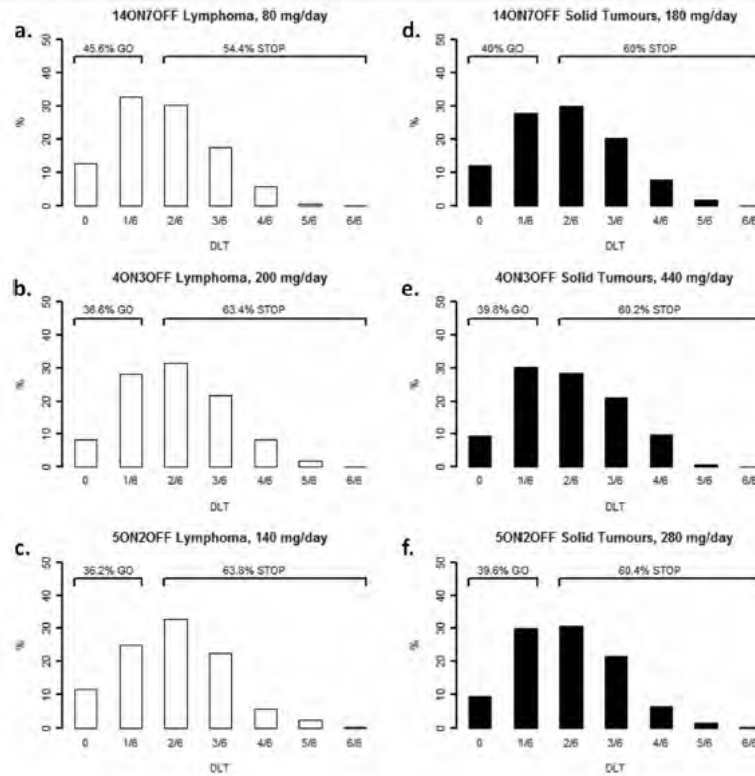 a.
14ON7OFF Lymphoma, 80 mg/day
45.6% GO
54.4% STOP
50
40
30
20
10
0
%
0 1/6 2/6 3/6 4/6 5/6 6/6
DLT
d.
14ON7OFF Solid Tumours, 180 mg/day
40% GO
60% STOP
50
40
30
20
10
0
%
0 1/6 2/6 3/6 4/6 5/6 6/6
DLT
b.
4ON3OFF Lymphoma, 200 mg/day
36.6% GO
63.4% STOP
50
40
30
20
10
0
%
0 1/6 2/6 3/6 4/6 5/6 6/6
DLT
e.
4ON3OFF Solid Tumours, 440 mg/day
39.8% GO
60.2% STOP
50
40
30
20
10
0
%
0 1/6 2/6 3/6 4/6 5/6 6/6
DLT
c.
5ON2OFF Lymphoma, 140 mg/day
36.2% GO
63.8% STOP
50
40
30
20
10
0
%
0 1/6 2/6 3/6 4/6 5/6 6/6
DLT
f.
5ON2OFF Solid Tumours, 280 mg/day
39.6% GO
60.4% STOP
50
40
30
20
10
0
%
0 1/6 2/6 3/6 4/6 5/6 6/6
DLT